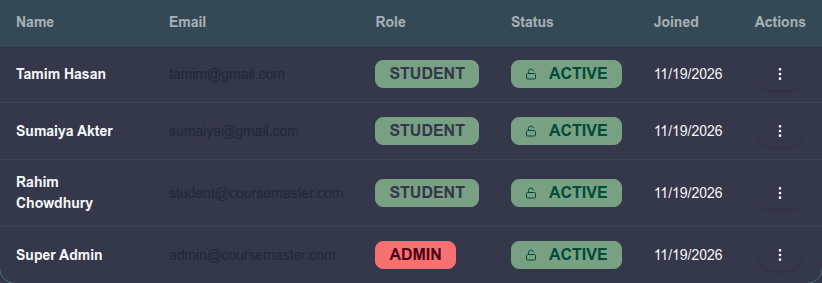 Name Email Role Status Joined Actions
Tamim Hasan tamim@gmail.com STUDENT ACTIVE 11/19/2026
Sumaiya Akter sumaiya@gmail.com STUDENT ACTIVE 11/19/2026
Rahim
Chowdhury student@coursemaster.com STUDENT ACTIVE 11/19/2026
Super Admin admin@coursemaster.com ADMIN ACTIVE 11/19/2026